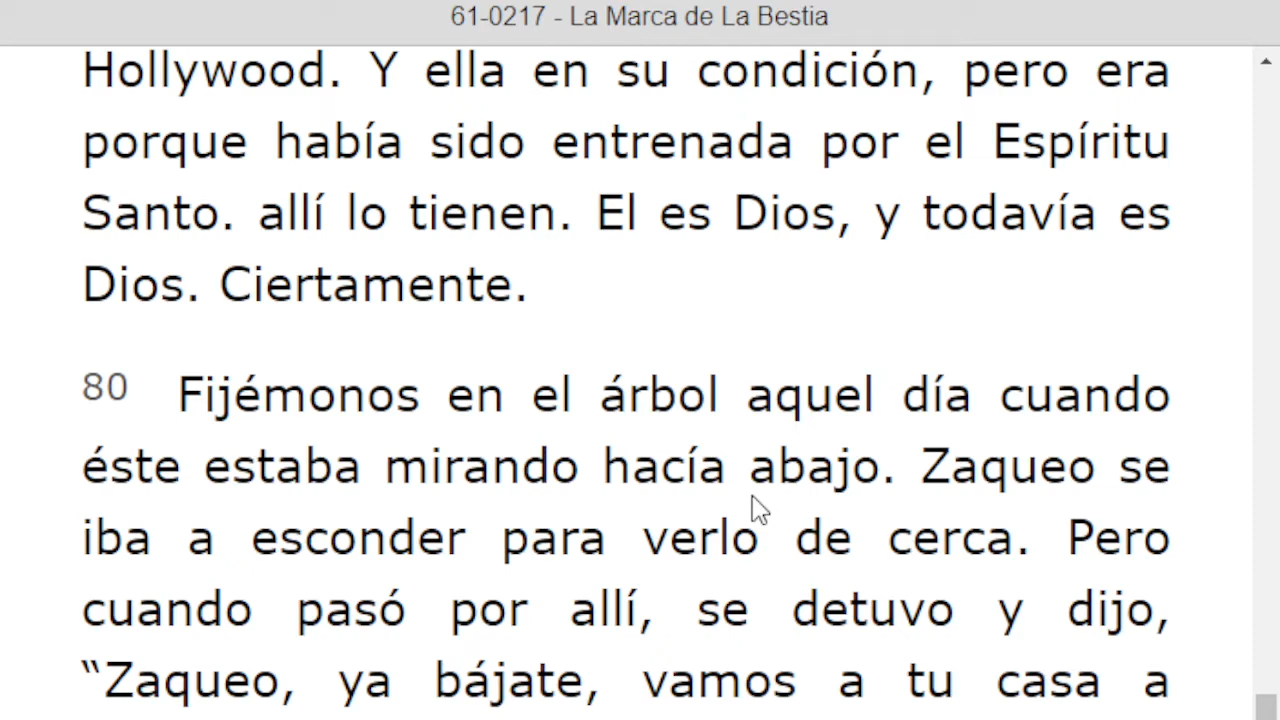 61-0217 - La Marca de La Bestia
Hollywood. Y ella en su condición, pero era
porque había sido entrenada por el Espíritu
Santo. allí lo tienen. El es Dios, y todavía es
Dios. Ciertamente.
80 Fijémonos en el árbol aquel día cuando
éste estaba mirando hacía abajo. Zaqueo se
iba a esconder para verlo de cerca. Pero
cuando pasó por allí, se detuvo y dijo,
“Zaqueo, ya bájate, vamos a tu casa a